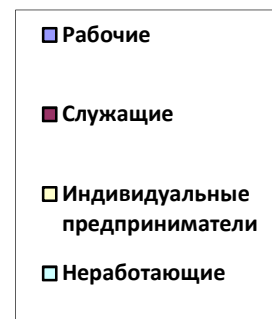 Рабочие
Служащие
Индивидуальные
предприниматели
Неработающие